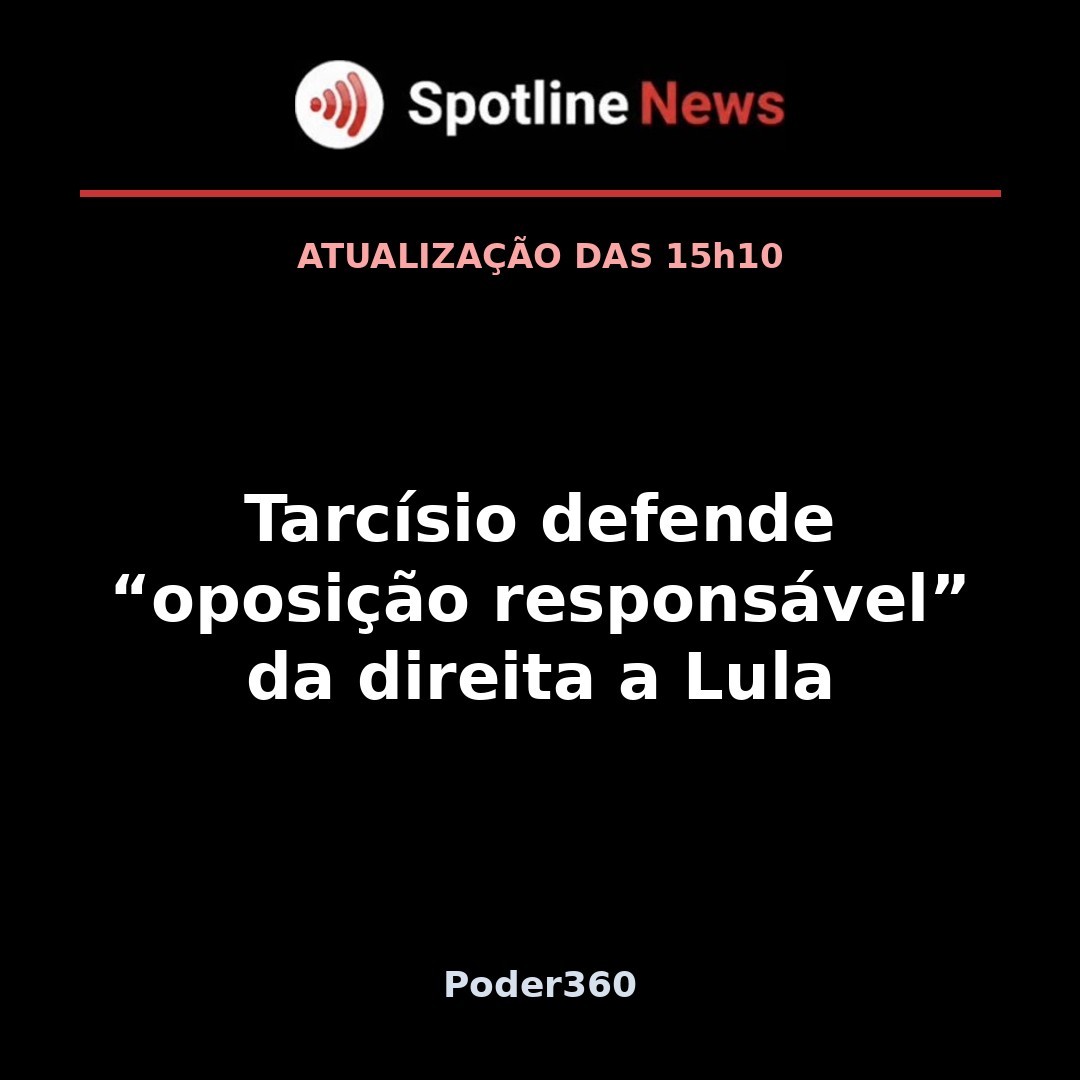 Spotline News
ATUALIZAÇÃO DAS 15h10
Tarcísio defende
“oposição responsável”
da direita a Lula
Poder360